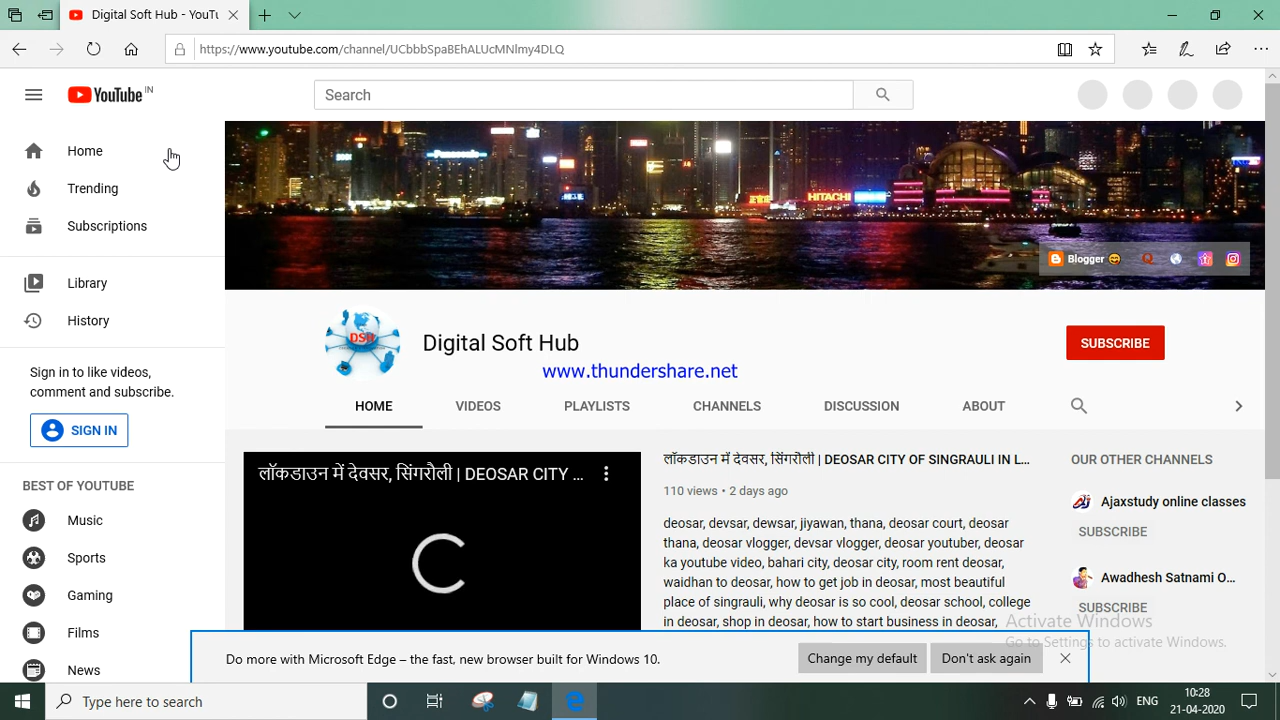 Digital Soft Hub - YouTu
https://www.youtube.com/channel/UCbbbSpaBEhALUcMNlmy4DLQ
YouTube IN
Search
Home
Trending
Subscriptions
Library
History
Sign in to like videos,
comment and subscribe.
SIGN IN
BEST OF YOUTUBE
Music
Sports
Gaming
Films
News
HITACHI
Blogger
DSH
Digital Soft Hub
www.thundershare.net
SUBSCRIBE
HOME VIDEOS PLAYLISTS CHANNELS DISCUSSION ABOUT
लॉकडाउन में देवसर, सिंगरौली | DEOSAR CITY ...
लॉकडाउन में देवसर, सिंगरौली | DEOSAR CITY OF SINGRAULI IN L...
110 views • 2 days ago
deosar, devsar, dewsar, jiyawan, thana, deosar court, deosar
thana, deosar vlogger, devsar vlogger, deosar youtuber, deosar
ka youtube video, bahari city, deosar city, room rent deosar,
waidhan to deosar, how to get job in deosar, most beautiful
place of singrauli, why deosar is so cool, deosar school, college
in deosar, shop in deosar, how to start business in deosar,
OUR OTHER CHANNELS
Ajaxstudy online classes
SUBSCRIBE
Awadhesh Satnami O...
SUBSCRIBE
Activate Windows
Go to Settings to activate Windows.
Do more with Microsoft Edge – the fast, new browser built for Windows 10.
Change my default
Don't ask again
Type here to search
ENG
10:28
21-04-2020